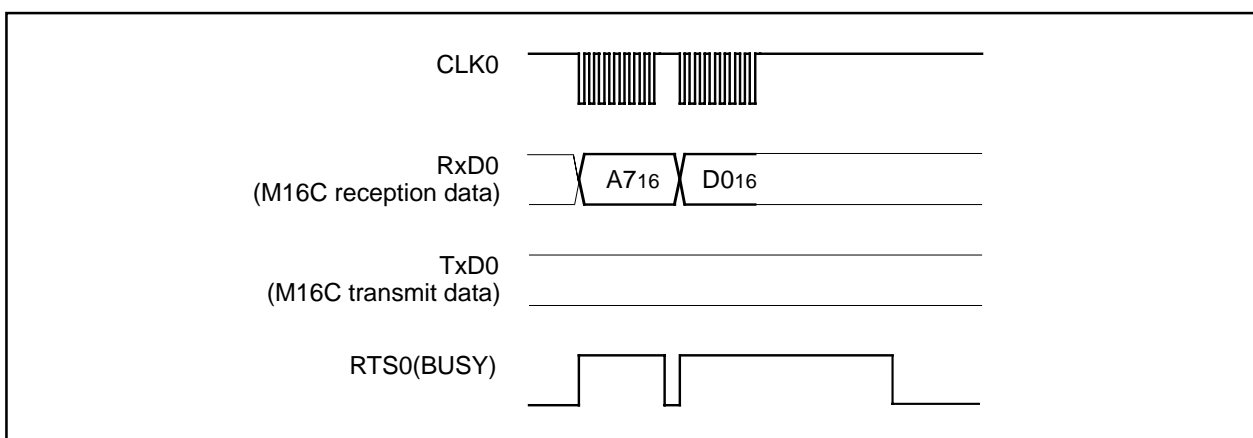 CLK0
RxD0
(M16C reception data)
A716
D016
TxD0
(M16C transmit data)
RTS0(BUSY)